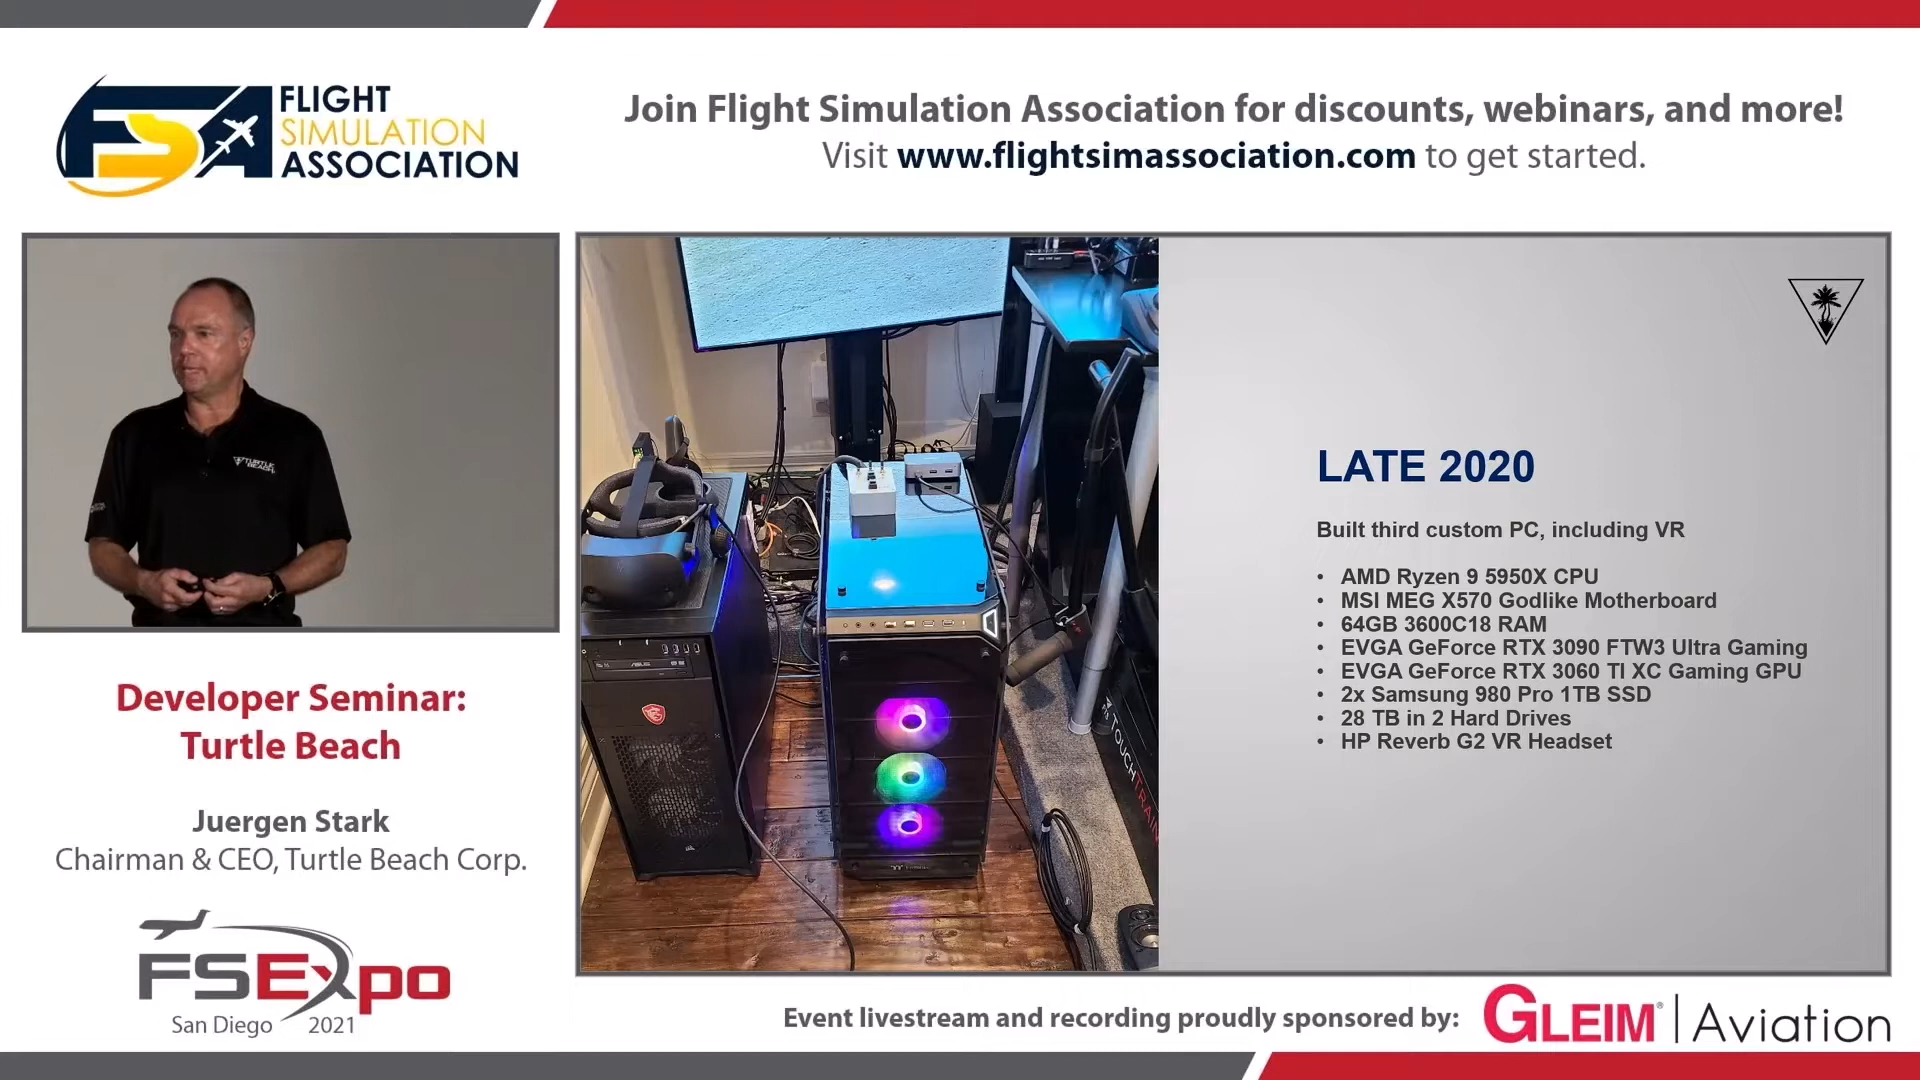 FLIGHT
SIMULATION
ASSOCIATION
FSA
Join Flight Simulation Association for discounts, webinars, and more!
Visit www.flightsimassociation.com to get started.
TURTLE
BEACH
LATE 2020
Built third custom PC, including VR
• AMD Ryzen 9 5950X CPU
• MSI MEG X570 Godlike Motherboard
• 64GB 3600C18 RAM
• EVGA GeForce RTX 3090 FTW3 Ultra Gaming
• EVGA GeForce RTX 3060 TI XC Gaming GPU
• 2x Samsung 980 Pro 1TB SSD
• 28 TB in 2 Hard Drives
• HP Reverb G2 VR Headset
ASUS
TOUCHTRAIN
Developer Seminar:
Turtle Beach
Juergen Stark
Chairman & CEO, Turtle Beach Corp.
FSExpo
San Diego 2021
Event livestream and recording proudly sponsored by:
GLEIM® | Aviation